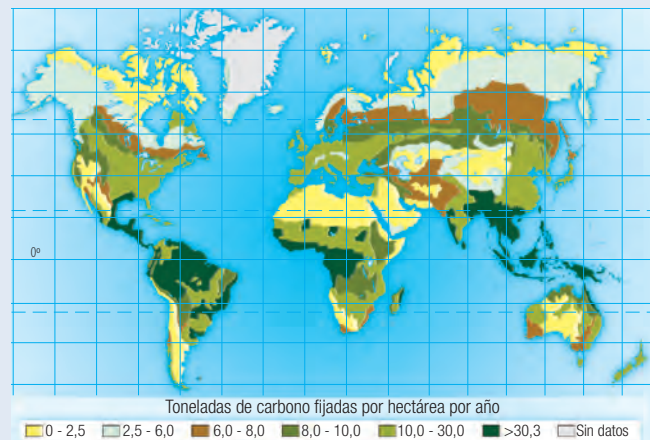 0º
Toneladas de carbono fijadas por hectárea por año
0 - 2,5 2,5 - 6,0 6,0 - 8,0 8,0 - 10,0 10,0 - 30,0 >30,3 Sin datos